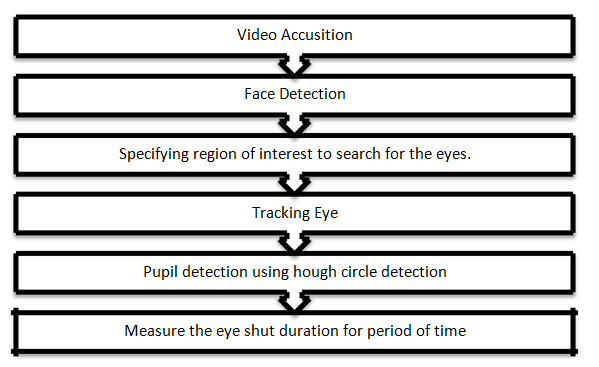 Video Accusition
Face Detection
Specifying region of interest to search for the eyes.
Tracking Eye
Pupil detection using hough circle detection
Measure the eye shut duration for period of time